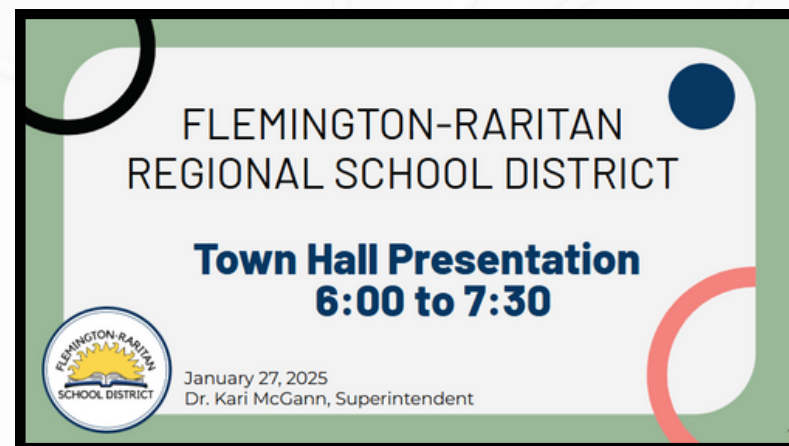 FLEMINGTON-RARITAN
REGIONAL SCHOOL DISTRICT
Town Hall Presentation
6:00 to 7:30
FLEMINGTON-RARITAN
SCHOOL DISTRICT
January 27, 2025
Dr. Kari McGann, Superintendent